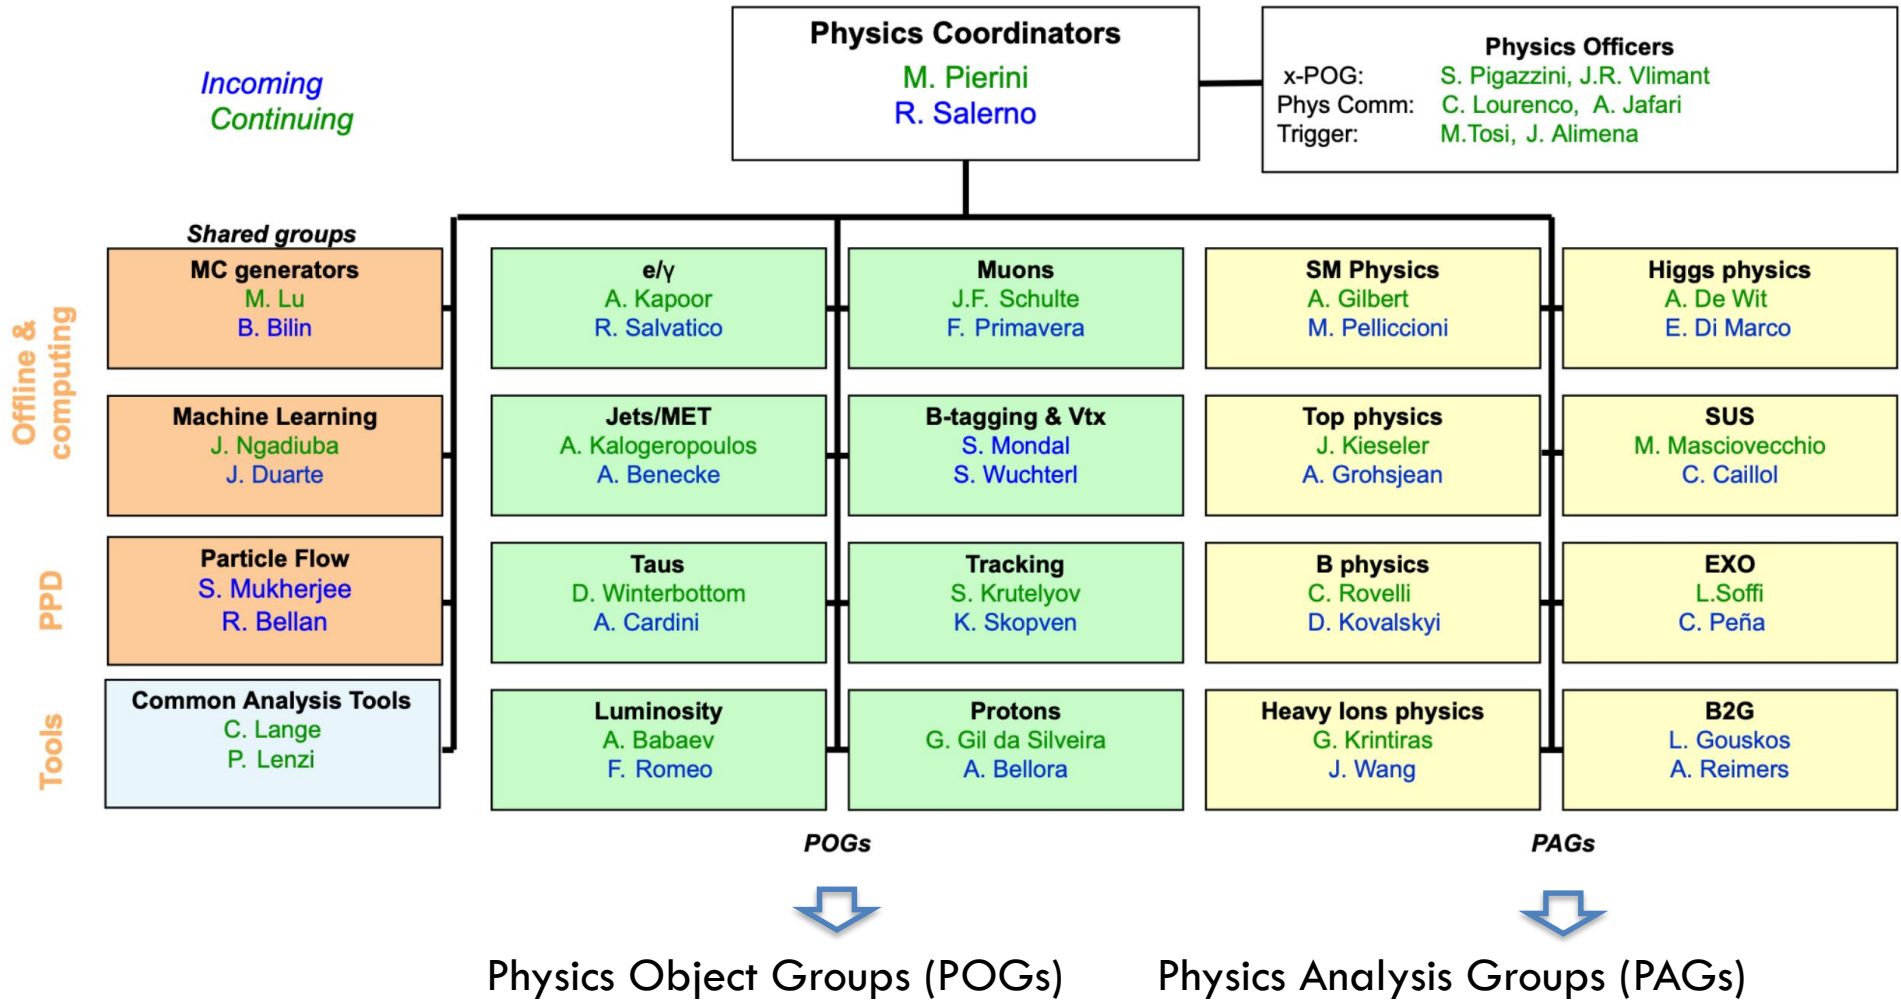 Incoming
Continuing
Physics Coordinators
M. Pierini
R. Salerno
Physics Officers
x-POG: S. Pigazzini, J.R. Vlimant
Phys Comm: C. Lourenco, A. Jafari
Trigger: M.Tosi, J. Alimena
Offline &
computing
PPD
Tools
Shared groups
MC generators
M. Lu
B. Bilin
Machine Learning
J. Ngadiuba
J. Duarte
Particle Flow
S. Mukherjee
R. Bellan
Common Analysis Tools
C. Lange
P. Lenzi
e/γ
A. Kapoor
R. Salvatico
Muons
J.F. Schulte
F. Primavera
Jets/MET
A. Kalogeropoulos
A. Benecke
B-tagging & Vtx
S. Mondal
S. Wuchterl
Taus
D. Winterbottom
A. Cardini
Tracking
S. Krutelyov
K. Skopven
Luminosity
A. Babaev
F. Romeo
Protons
G. Gil da Silveira
A. Bellora
POGs
SM Physics
A. Gilbert
M. Pelliccioni
Higgs physics
A. De Wit
E. Di Marco
Top physics
J. Kieseler
A. Grohsjean
SUS
M. Masciovecchio
C. Caillol
B physics
C. Rovelli
D. Kovalskyi
EXO
L.Soffi
C. Peña
Heavy Ions physics
G. Krintiras
J. Wang
B2G
L. Gouskos
A. Reimers
PAGs
Physics Object Groups (POGs)
Physics Analysis Groups (PAGs)